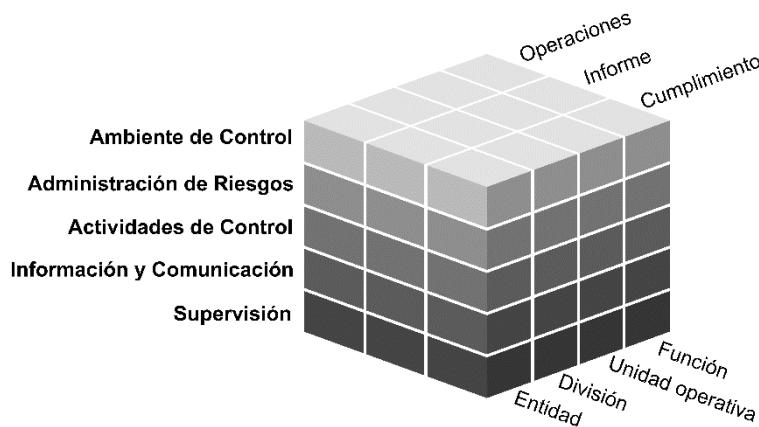 Operaciones
Informe
Cumplimiento
Ambiente de Control
Administración de Riesgos
Actividades de Control
Información y Comunicación
Supervisión
Función
Unidad operativa
División
Entidad